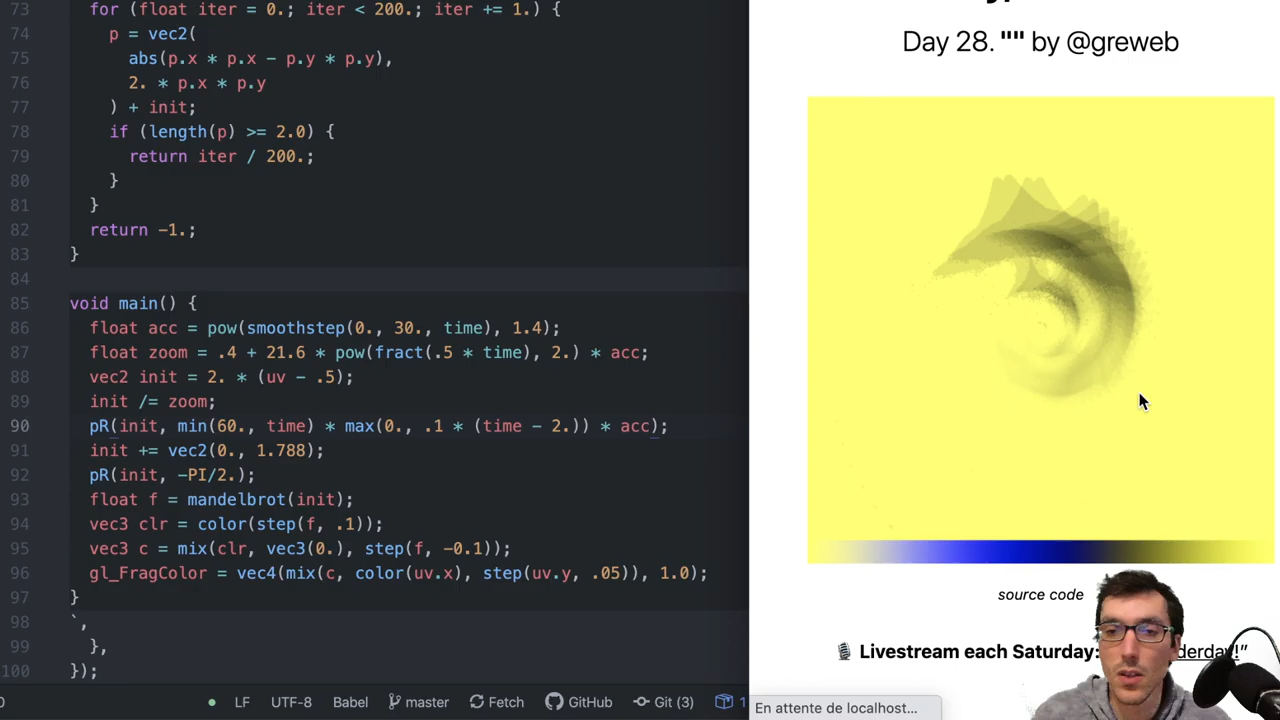 73 for (float iter = 0.; iter < 200.; iter += 1.) {
74 p = vec2(
75 abs(p.x * p.x - p.y * p.y),
76 2. * p.x * p.y
77 ) + init;
78 if (length(p) >= 2.0) {
79 return iter / 200.;
80 }
81 }
82 return -1.;
83 }
84
85 void main() {
86 float acc = pow(smoothstep(0., 30., time), 1.4);
87 float zoom = .4 + 21.6 * pow(fract(.5 * time), 2.) * acc;
88 vec2 init = 2. * (uv - .5);
89 init /= zoom;
90 pR(init, min(60., time) * max(0., .1 * (time - 2.)) * acc);
91 init += vec2(0., 1.788);
92 pR(init, -PI/2.);
93 float f = mandelbrot(init);
94 vec3 clr = color(step(f, .1));
95 vec3 c = mix(clr, vec3(0.), step(f, -0.1));
96 gl_FragColor = vec4(mix(c, color(uv.x), step(uv.y, .05)), 1.0);
97 }
98 `,
99 },
100 });
LF UTF-8 Babel master Fetch GitHub Git (3) 1
Day 28. "" by @greweb
source code
🎙️ Livestream each Saturday:
En attente de localhost...